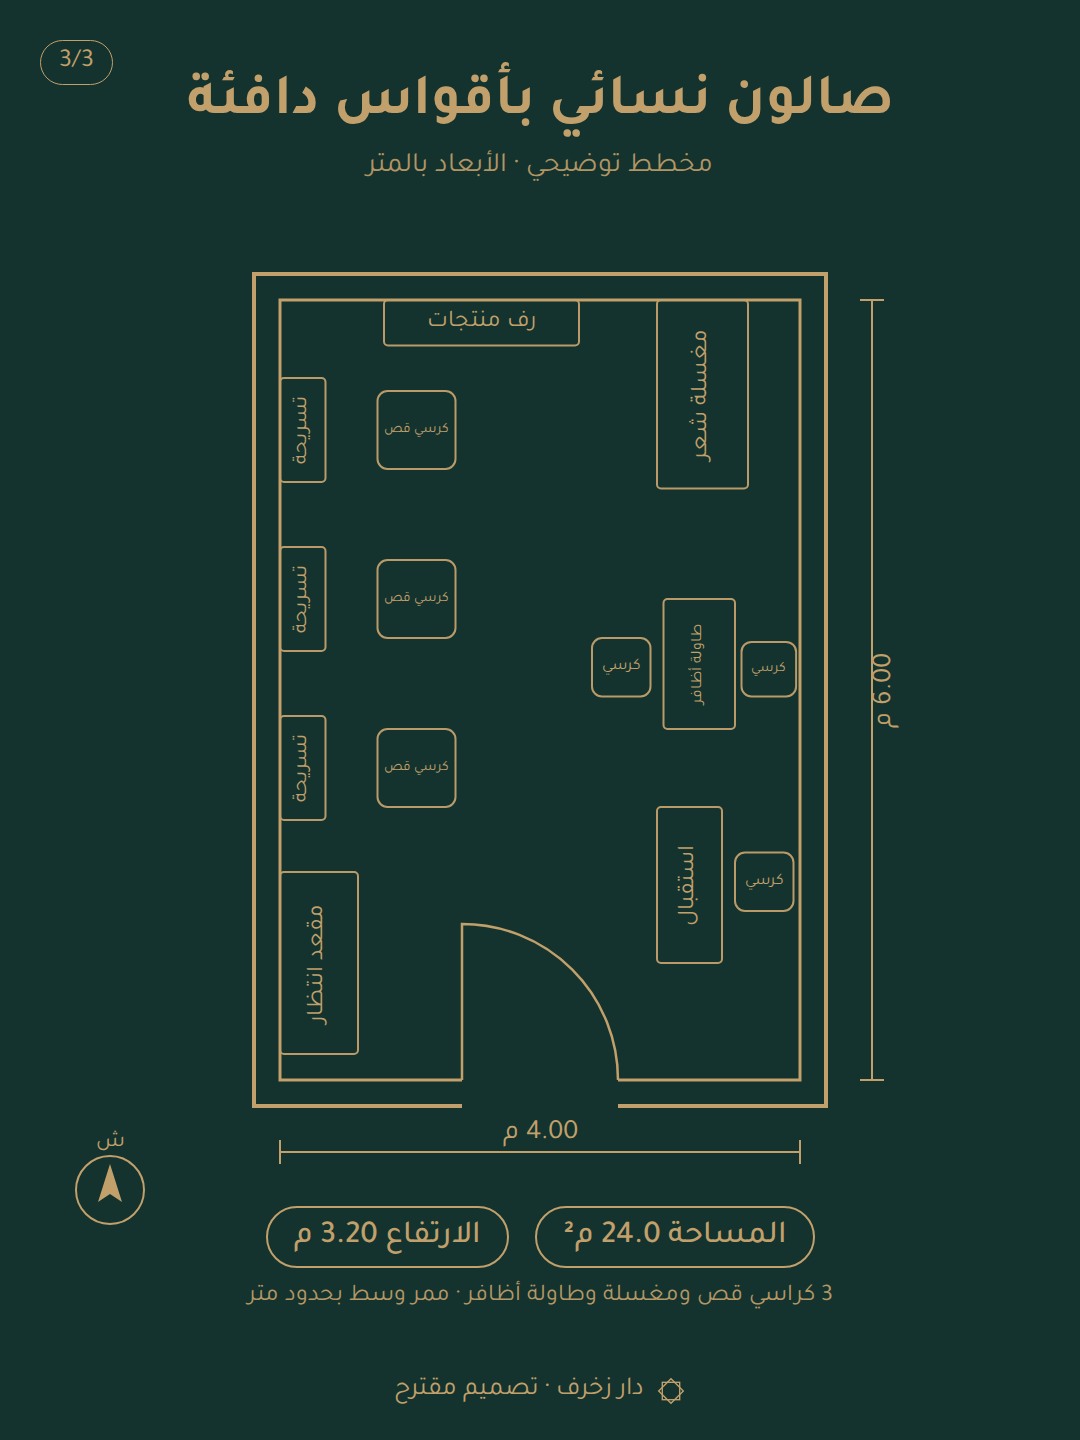 3/3
صالون نسائي بأقواس دافئة
مخطط توضيحي · الأبعاد بالمتر
رف منتجات
مغسلة شعر
تسريحة
كرسي قص
تسريحة
كرسي قص
كرسي
طاولة أظافر
كرسي
6.00 م
تسريحة
كرسي قص
استقبال
كرسي
مقعد انتظار
4.00 م
ش
المساحة 24.0 م²
الارتفاع 3.20 م
3 كراسي قص ومغسلة وطاولة أظافر · ممر وسط بحدود متر
دار زخرف · تصميم مقترح